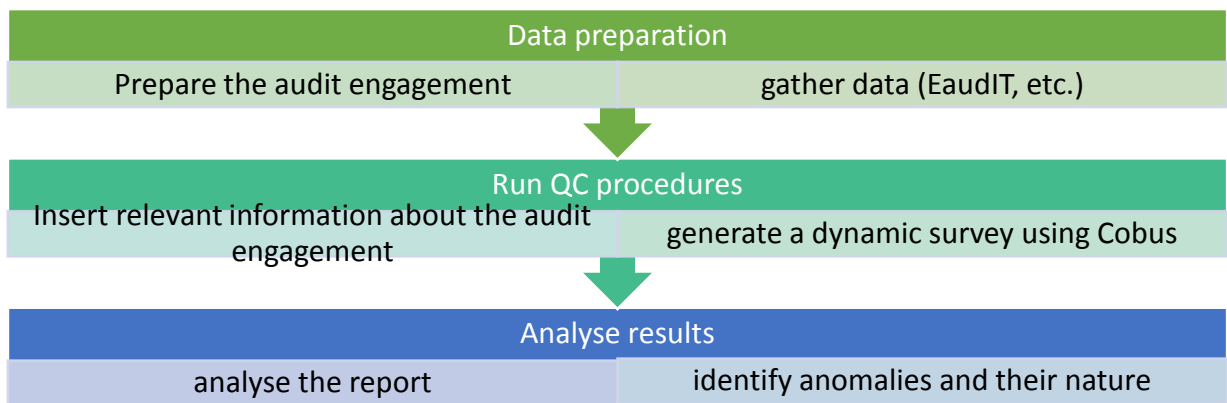 Data preparation
Prepare the audit engagement
gather data (EaudIT, etc.)
Run QC procedures
Insert relevant information about the audit
engagement
generate a dynamic survey using Cobus
Analyse results
analyse the report
identify anomalies and their nature